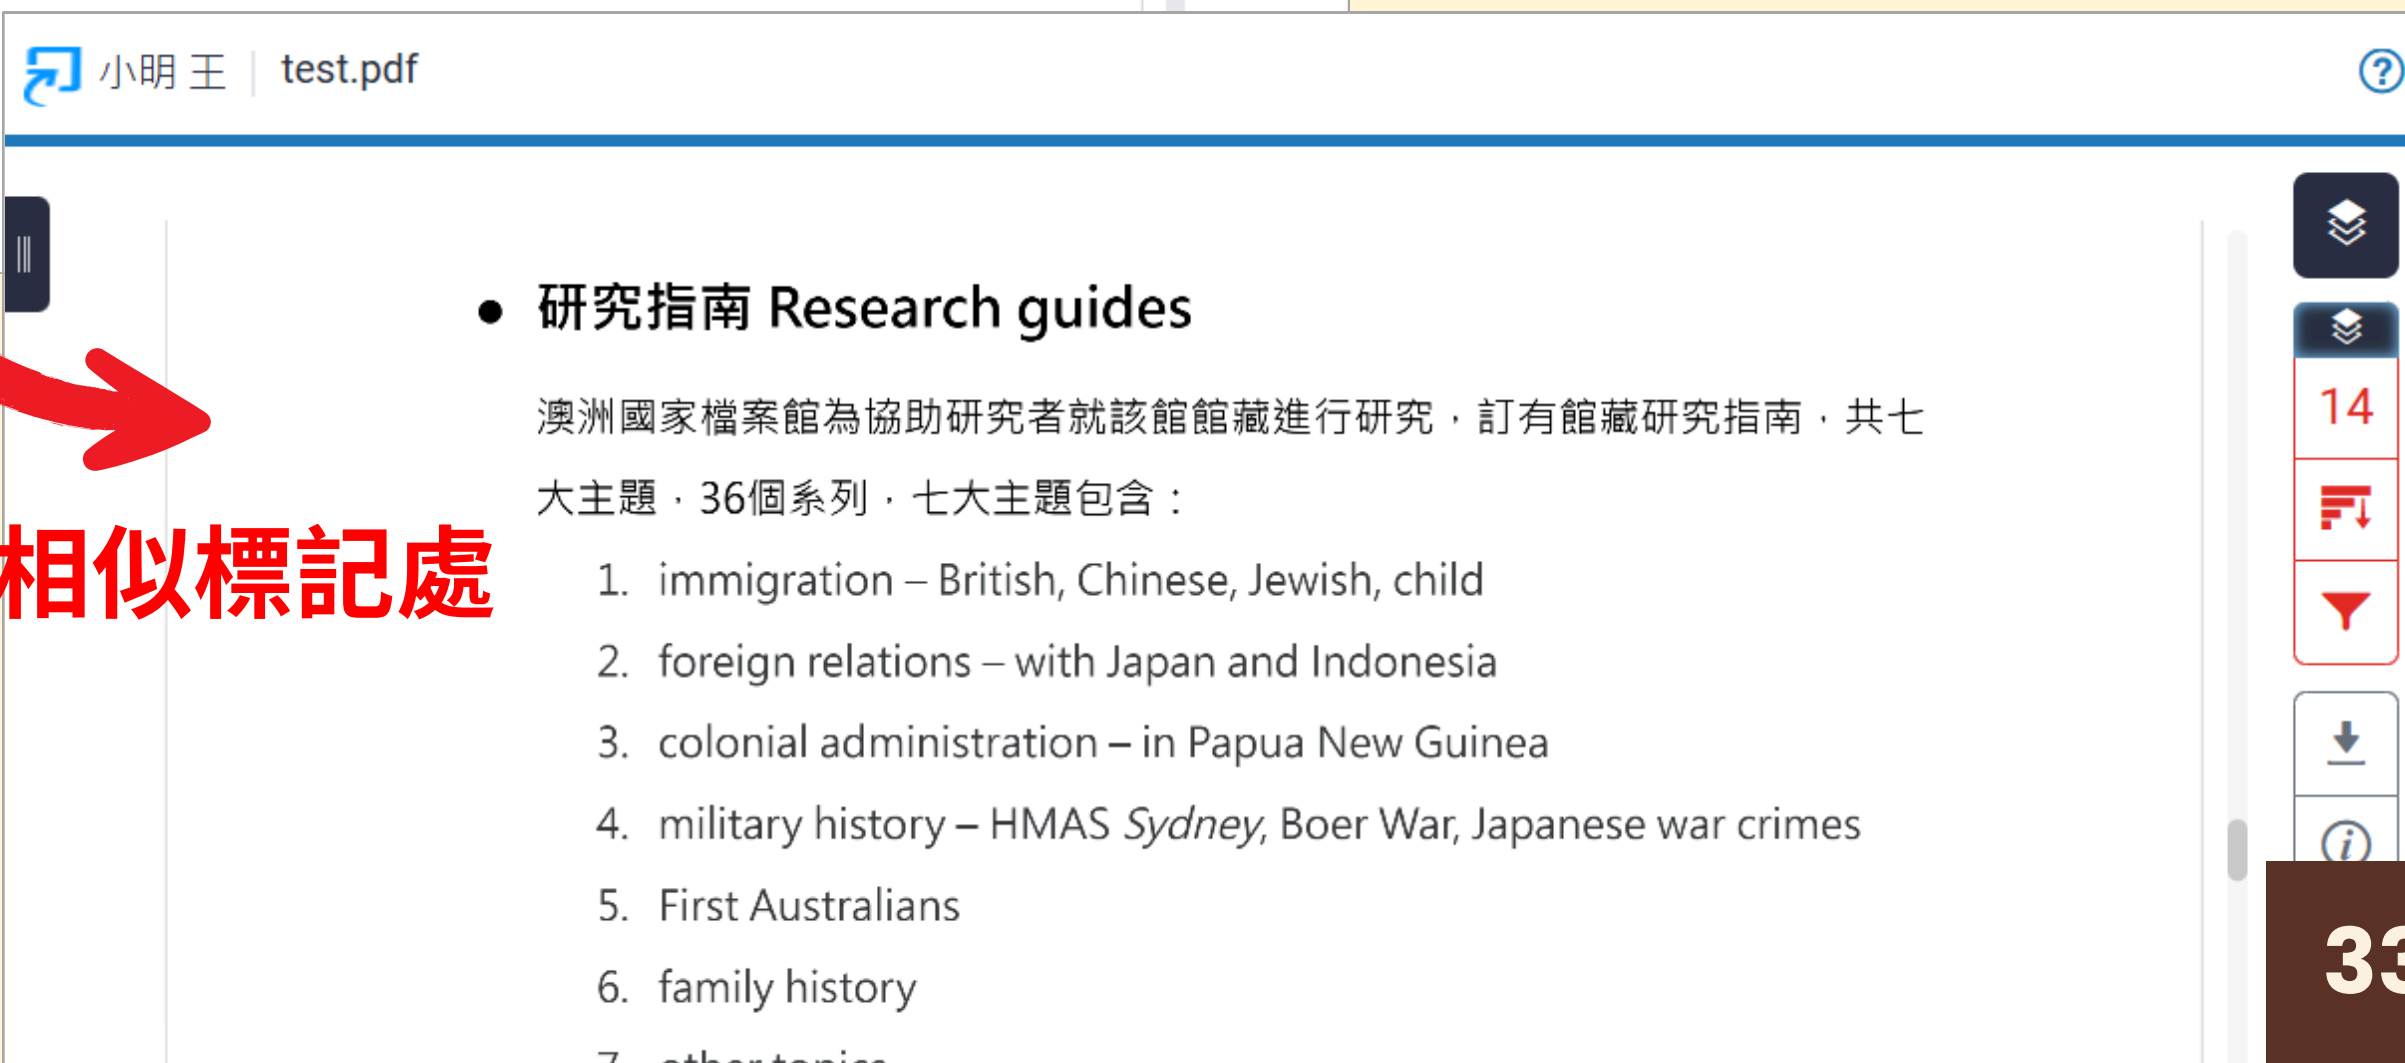 小明 王 test.pdf
研究指南 Research guides
澳洲國家檔案館為協助研究者就該館館藏進行研究，訂有館藏研究指南，共七
大主題，36個系列，七大主題包含：
1. immigration – British, Chinese, Jewish, child
2. foreign relations – with Japan and Indonesia
3. colonial administration – in Papua New Guinea
4. military history – HMAS Sydney, Boer War, Japanese war crimes
5. First Australians
6. family history
7. other topics
相似標記處
14
33